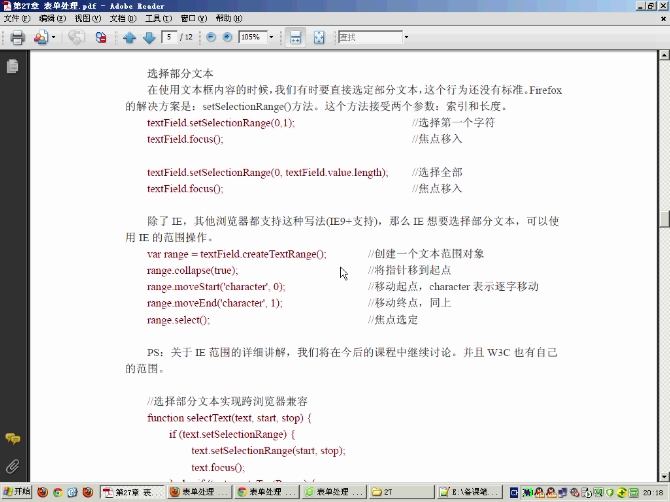 第27章 表单处理.pdf - Adobe Reader
文件(F) 编辑(E) 视图(V) 文档(D) 工具(T) 窗口(W) 帮助(H)
5 / 12 105% 查找
选择部分文本
在使用文本框内容的时候，我们有时要直接选定部分文本，这个行为还没有标准。Firefox
的解决方案是：setSelectionRange()方法。这个方法接受两个参数：索引和长度。
textField.setSelectionRange(0,1); //选择第一个字符
textField.focus(); //焦点移入
textField.setSelectionRange(0, textField.value.length); //选择全部
textField.focus(); //焦点移入
除了 IE，其他浏览器都支持这种写法(IE9+支持)，那么 IE 想要选择部分文本，可以使
用 IE 的范围操作。
var range = textField.createTextRange(); //创建一个文本范围对象
range.collapse(true); //将指针移到起点
range.moveStart('character', 0); //移动起点，character 表示逐字移动
range.moveEnd('character', 1); //移动终点，同上
range.select(); //焦点选定
PS：关于 IE 范围的详细讲解，我们将在今后的课程中继续讨论。并且 W3C 也有自己
的范围。
//选择部分文本实现跨浏览器兼容
function selectText(text, start, stop) {
if (text.setSelectionRange) {
text.setSelectionRange(start, stop);
text.focus();
开始 第27章 表... 表单处理 ... 表单处理 ... 表单处理 ... 27 E:\备课笔... CH 20:18